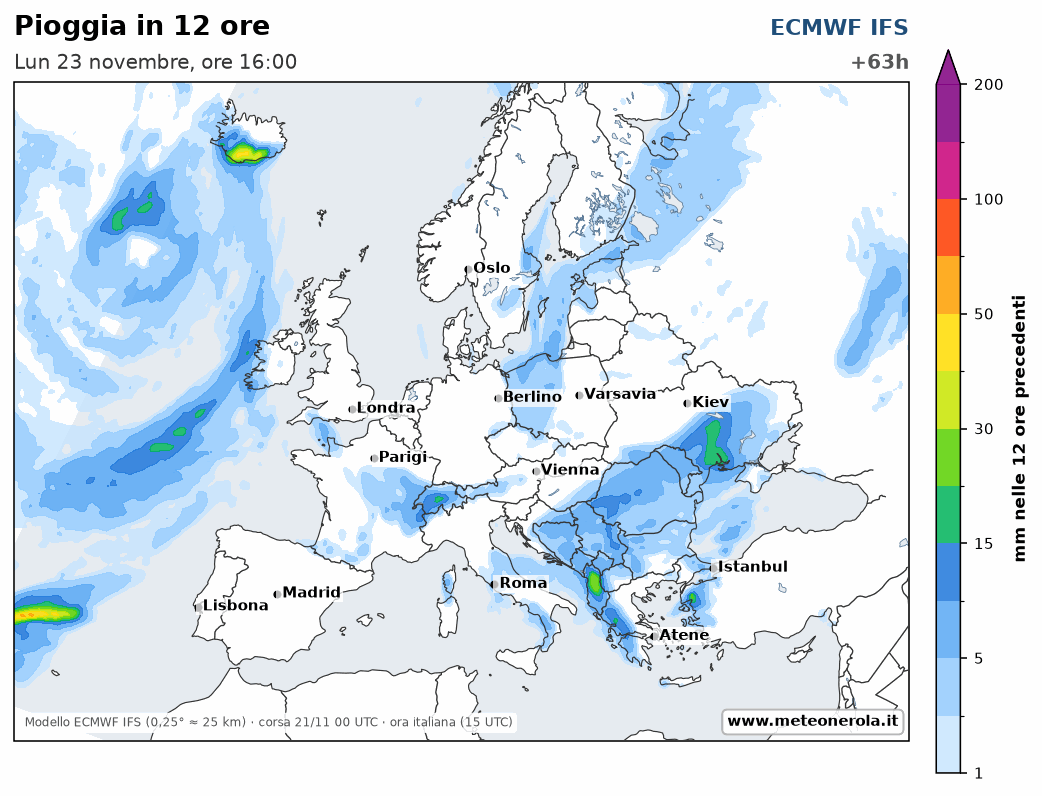 Pioggia in 12 ore
ECMWF IFS
Lun 23 novembre, ore 16:00
+63h
200
100
50
30
15
5
1
mm nelle 12 ore precedenti
Oslo
Berlino
Varsavia
Kiev
Londra
Parigi
Vienna
Istanbul
Roma
Madrid
Lisbona
Atene
Modello ECMWF IFS (0,25° ≈ 25 km) · corsa 21/11 00 UTC · ora italiana (15 UTC)
www.meteonerola.it